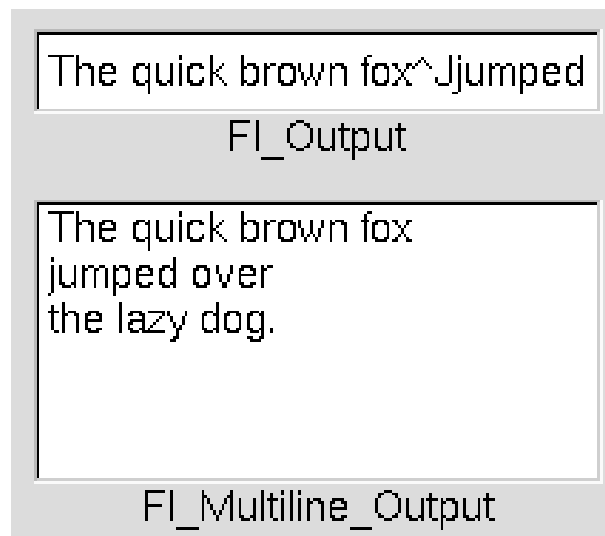 The quick brown fox^Jjumped
Fl_Output
The quick brown fox
jumped over
the lazy dog.
Fl_Multiline_Output